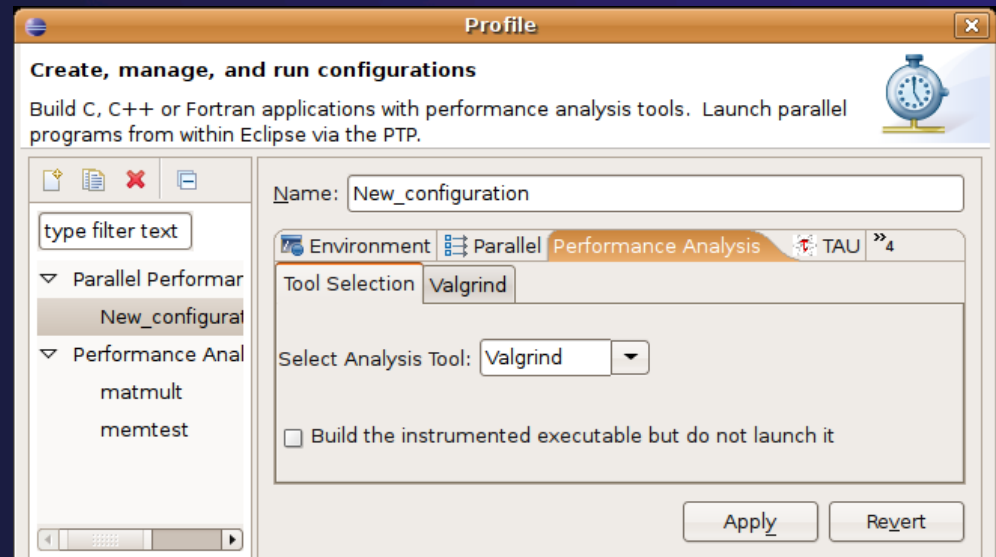 Profile
Create, manage, and run configurations
Build C, C++ or Fortran applications with performance analysis tools. Launch parallel
programs from within Eclipse via the PTP.
Name: New_configuration
type filter text
Environment Parallel Performance Analysis TAU »4
Tool Selection Valgrind
Parallel Performan
New_configurat
Performance Anal
matmult
memtest
Select Analysis Tool: Valgrind
Build the instrumented executable but do not launch it
Apply Revert